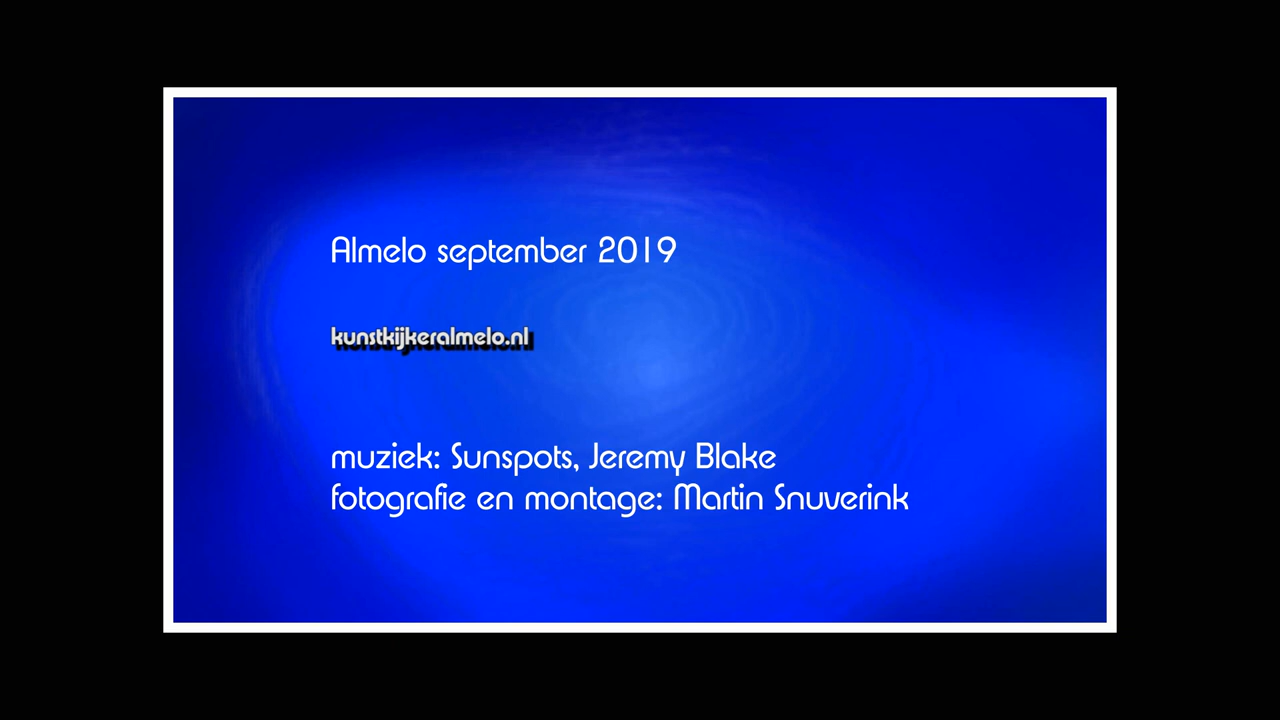 Almelo september 2019
kunstkijkeralmelo.nl
muziek: Sunspots, Jeremy Blake
fotografie en montage: Martin Snuverink